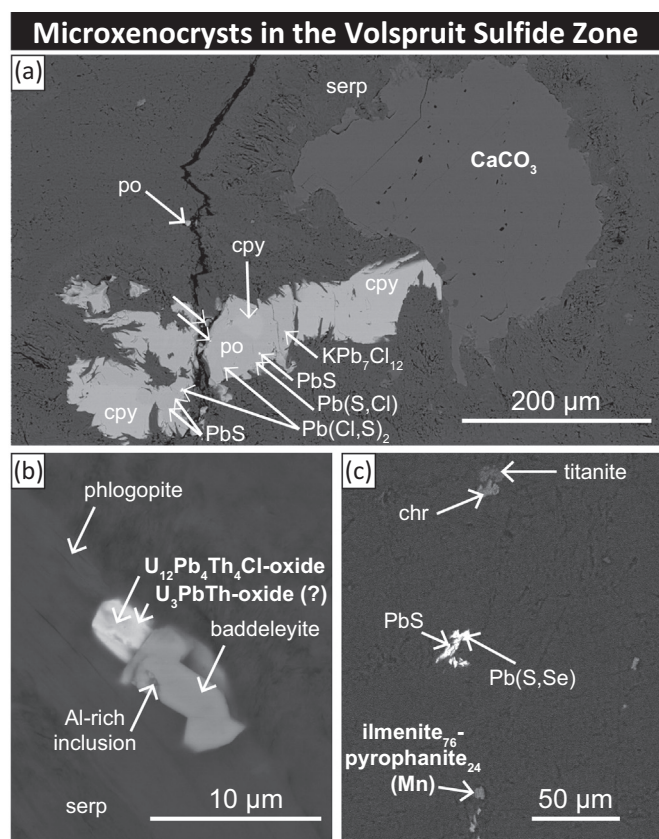 Microxenocrysts in the Volspruit Sulfide Zone
(a)
serp
CaCO₃
po
cpy
cpy
po
KPb₇Cl₁₂
PbS
Pb(S,Cl)
cpy
Pb(Cl,S)₂
PbS
200 µm
(b)
phlogopite
U₁₂Pb₄Th₄Cl-oxide
U₃PbTh-oxide (?)
baddeleyite
Al-rich
inclusion
10 µm
serp
(c)
titanite
chr
PbS
Pb(S,Se)
ilmenite₇₆-
pyrophanite₂₄
(Mn)
50 µm